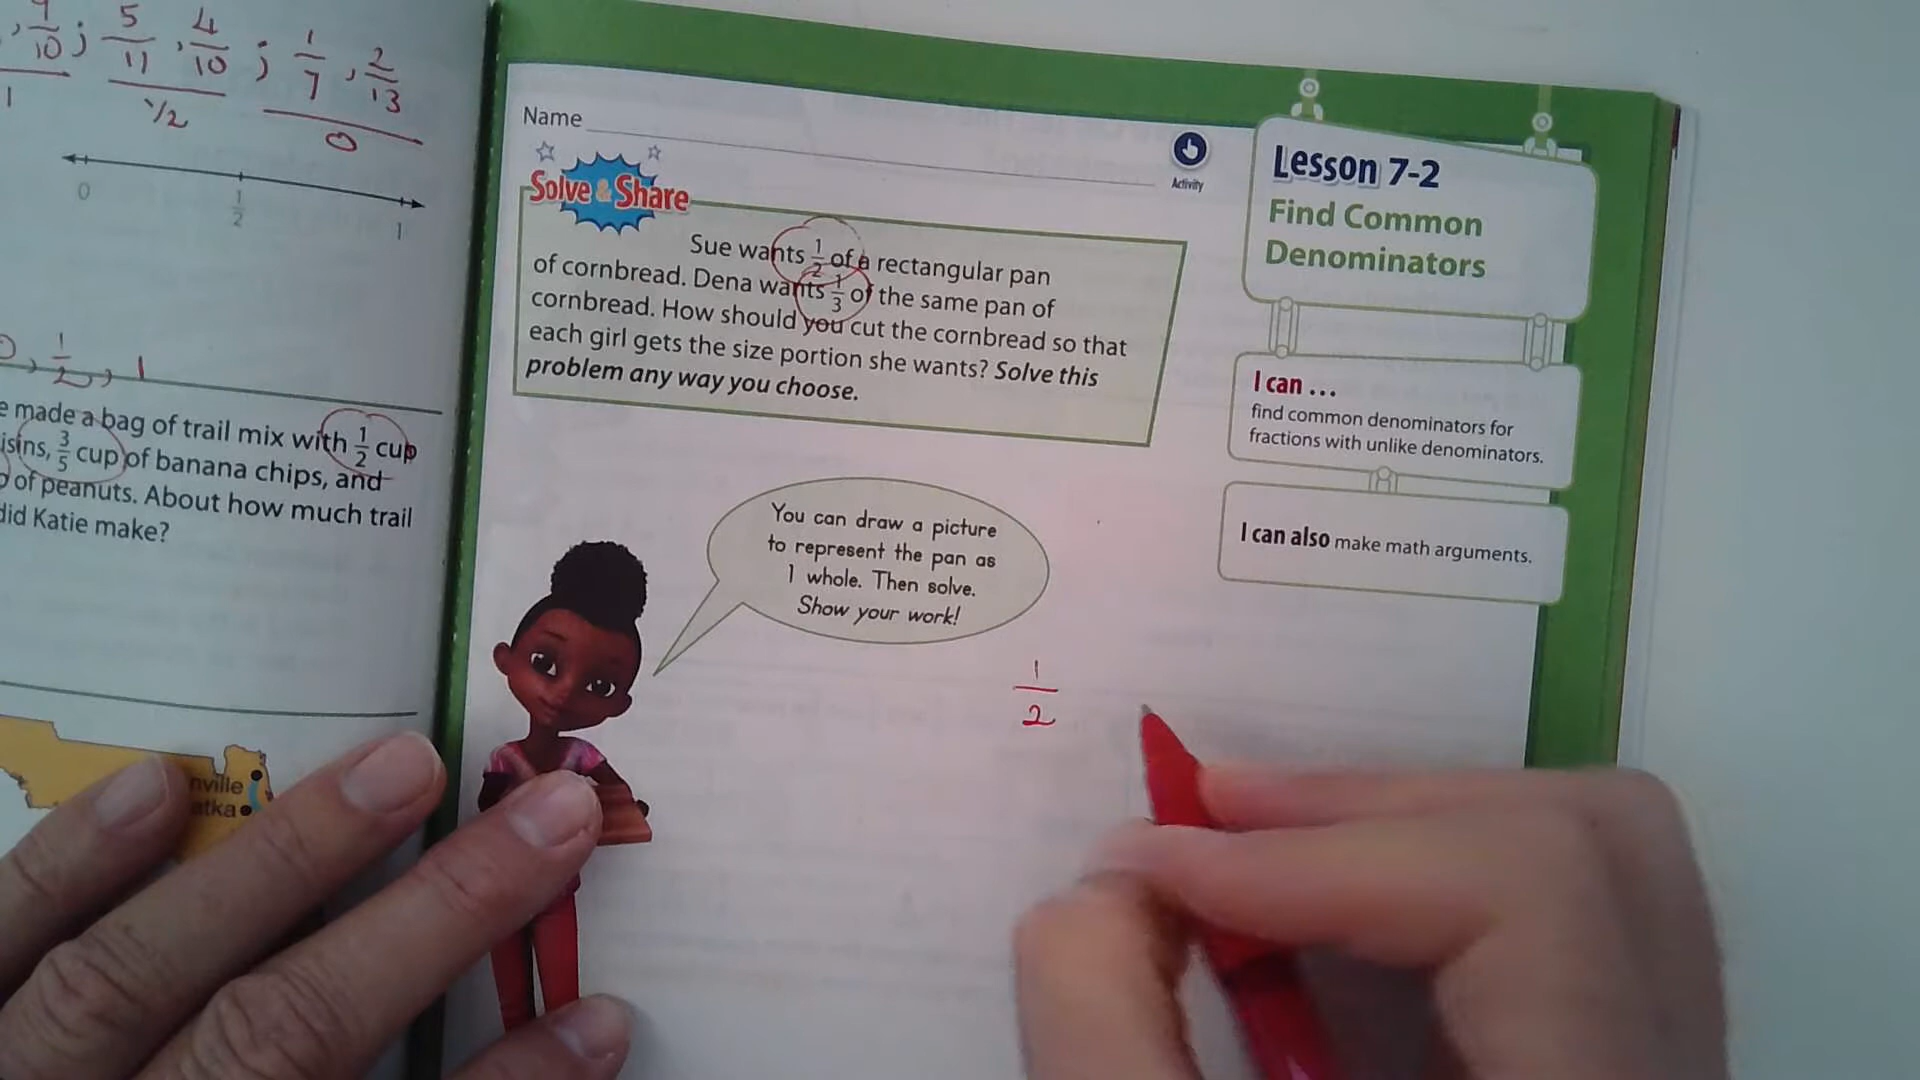 9/10 ; 5/11 , 4/10 ; 1/7 , 2/13
1 1/2 0
0 1/2 1
1/2 , 1
made a bag of trail mix with 1/2 cup
3/5 cup of banana chips, and
of peanuts. About how much trail
did Katie make?
Name
Activity
Solve & Share
Sue wants 1/2 of a rectangular pan
of cornbread. Dena wants 1/3 of the same pan of
cornbread. How should you cut the cornbread so that
each girl gets the size portion she wants? Solve this
problem any way you choose.
Lesson 7-2
Find Common
Denominators
I can ...
find common denominators for
fractions with unlike denominators.
I can also make math arguments.
You can draw a picture
to represent the pan as
1 whole. Then solve.
Show your work!
1/2